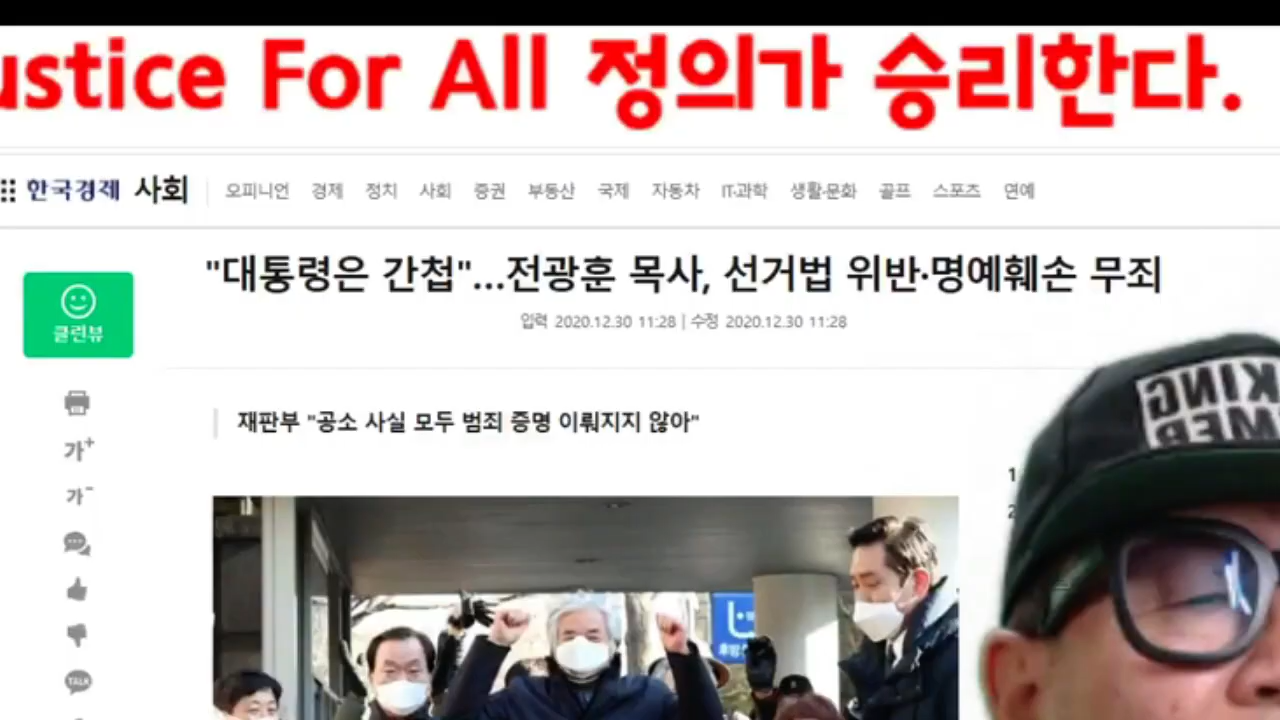 ustice For All 정의가 승리한다.
한국경제 사회 오피니언 경제 정치 사회 증권 부동산 국제 자동차 IT·과학 생활·문화 골프 스포츠 연예
"대통령은 간첩"...전광훈 목사, 선거법 위반·명예훼손 무죄
입력 2020.12.30 11:28 | 수정 2020.12.30 11:28
클린뷰
재판부 "공소 사실 모두 범죄 증명 이뤄지지 않아"
가+
가-
TALK
1
2
KING